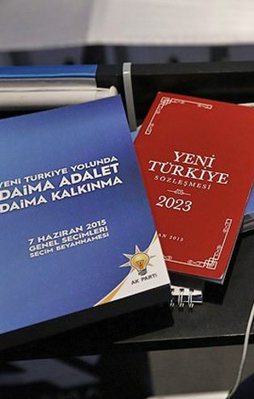 YENİ TÜRKİYE YOLUNDA
DAİMA ADALET
DAİMA KALKINMA
7 HAZİRAN 2015
GENEL SEÇİMLERİ
SEÇİM BEYANNAMESİ
AK PARTİ
YENİ
TÜRKİYE
SÖZLEŞMESİ
2023
2015